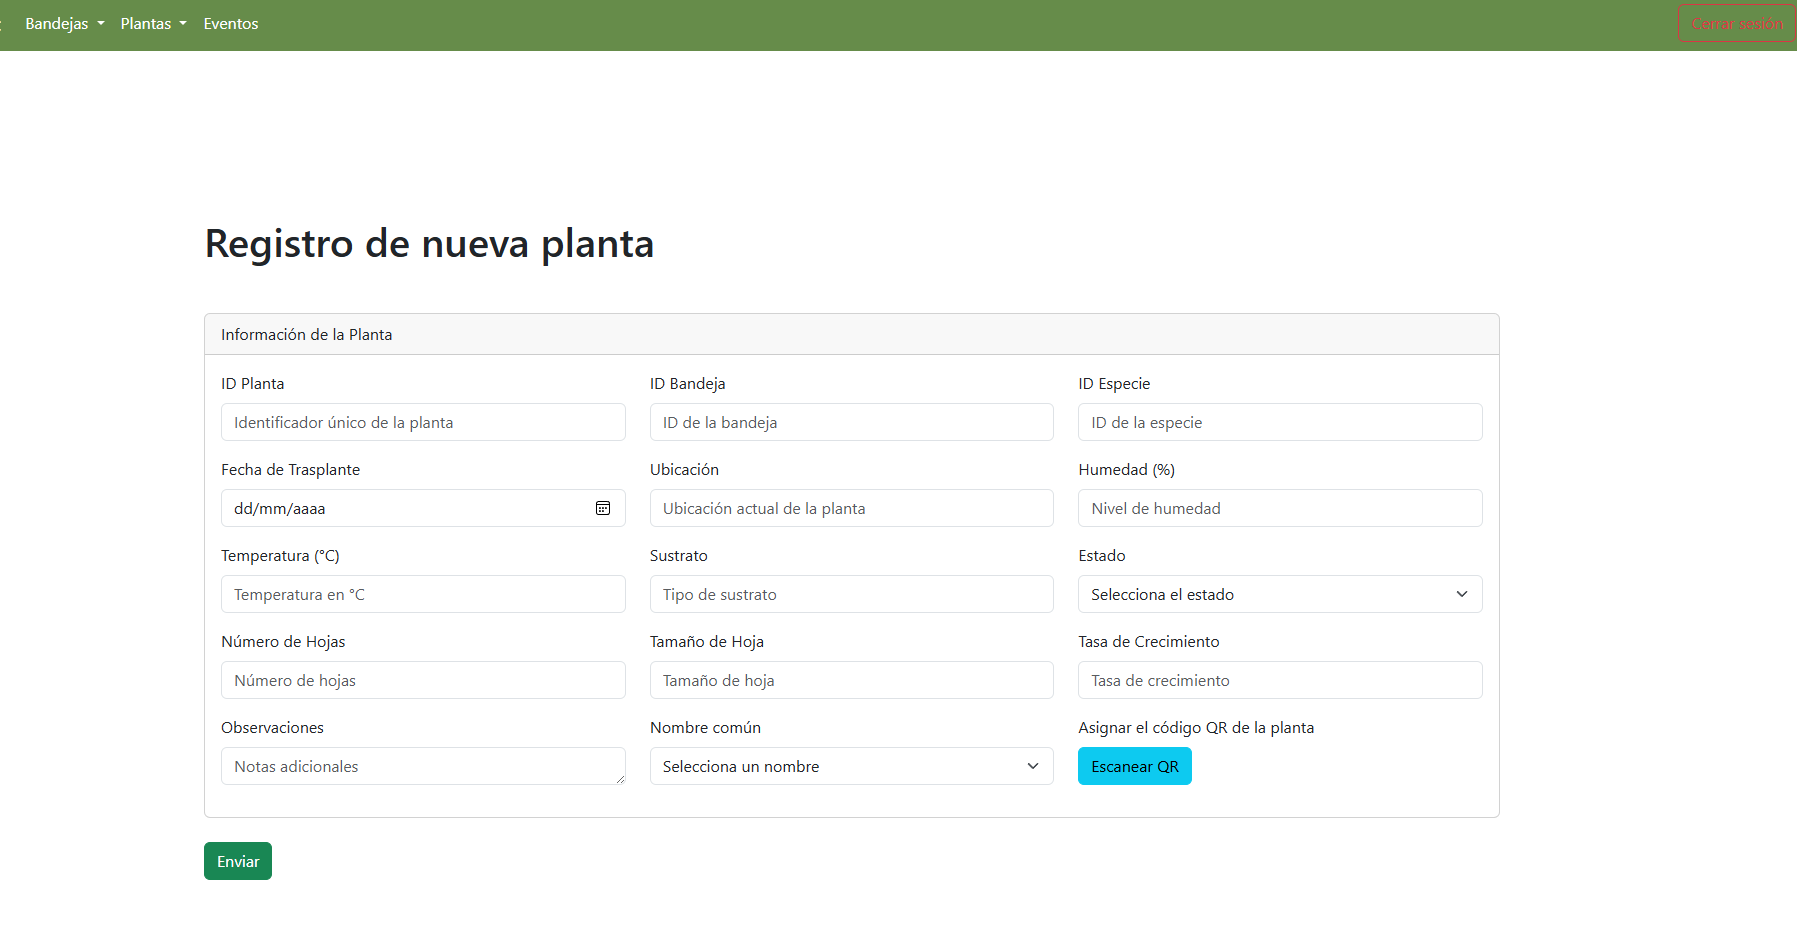 Bandejas Plantas Eventos Cerrar sesión
Registro de nueva planta
Información de la Planta
ID Planta ID Bandeja ID Especie
Identificador único de la planta ID de la bandeja ID de la especie
Fecha de Trasplante Ubicación Humedad (%)
dd/mm/aaaa Ubicación actual de la planta Nivel de humedad
Temperatura (°C) Sustrato Estado
Temperatura en °C Tipo de sustrato Selecciona el estado
Número de Hojas Tamaño de Hoja Tasa de Crecimiento
Número de hojas Tamaño de hoja Tasa de crecimiento
Observaciones Nombre común Asignar el código QR de la planta
Notas adicionales Selecciona un nombre Escanear QR
Enviar